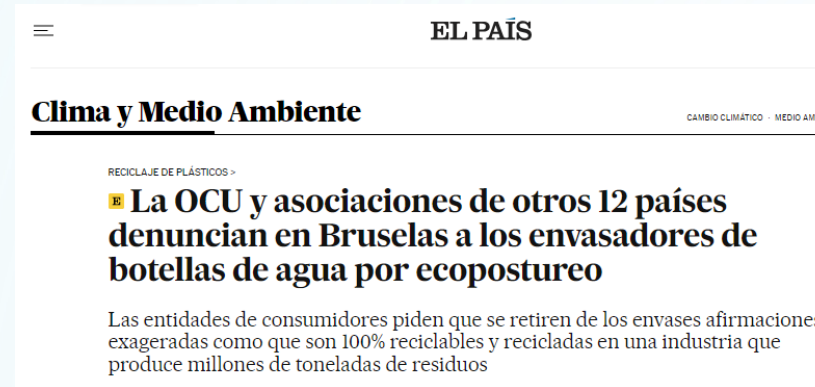 EL PAÍS
Clima y Medio Ambiente
CAMBIO CLIMÁTICO · MEDIO AM
RECICLAJE DE PLÁSTICOS >
E La OCU y asociaciones de otros 12 países
denuncian en Bruselas a los envasadores de
botellas de agua por ecopostureo
Las entidades de consumidores piden que se retiren de los envases afirmaciones
exageradas como que son 100% reciclables y recicladas en una industria que
produce millones de toneladas de residuos